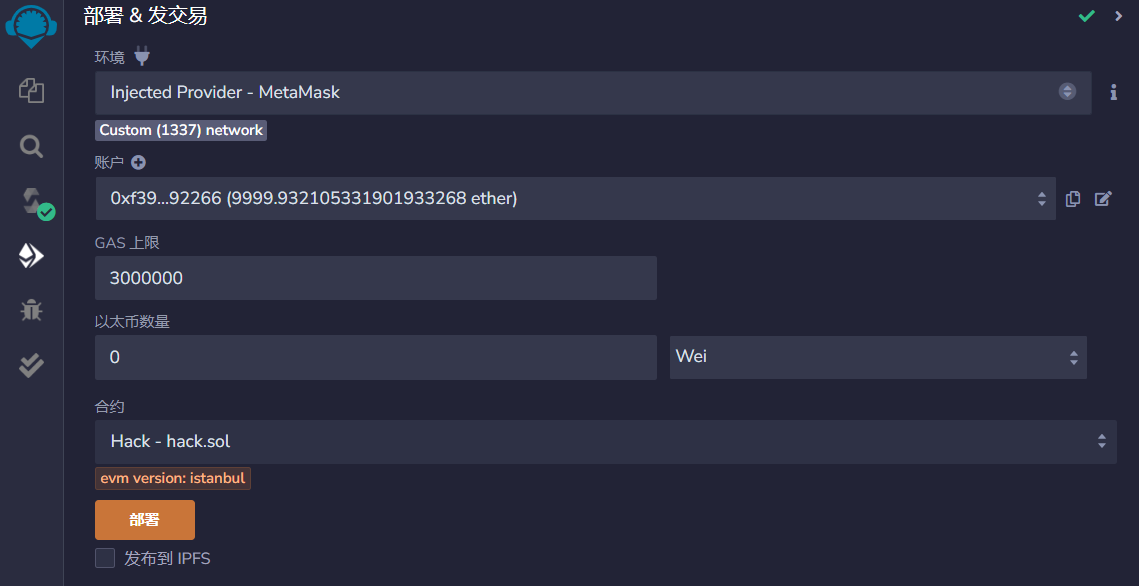 部署 & 发交易
环境
Injected Provider - MetaMask
Custom (1337) network
账户
0xf39...92266 (9999.932105331901933268 ether)
GAS 上限
3000000
以太币数量
0
Wei
合约
Hack - hack.sol
evm version: istanbul
部署
发布到 IPFS